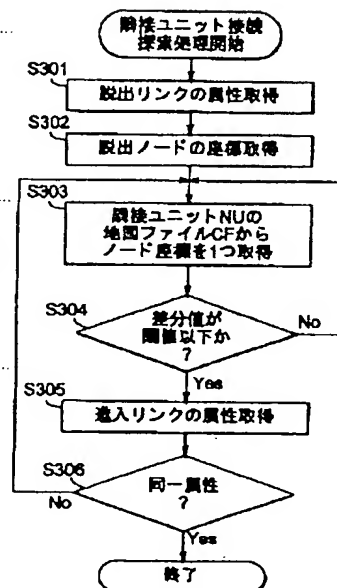 隣接ユニット接続
探索処理開始
S301
脱出リンクの属性取得
S302
脱出ノードの座標取得
S303
隣接ユニットNUの
地図ファイルCFから
ノード座標を1つ取得
S304
差分値が
閾値以下か
?
No
Yes
S305
進入リンクの属性取得
S306
同一属性
?
No
Yes
終了